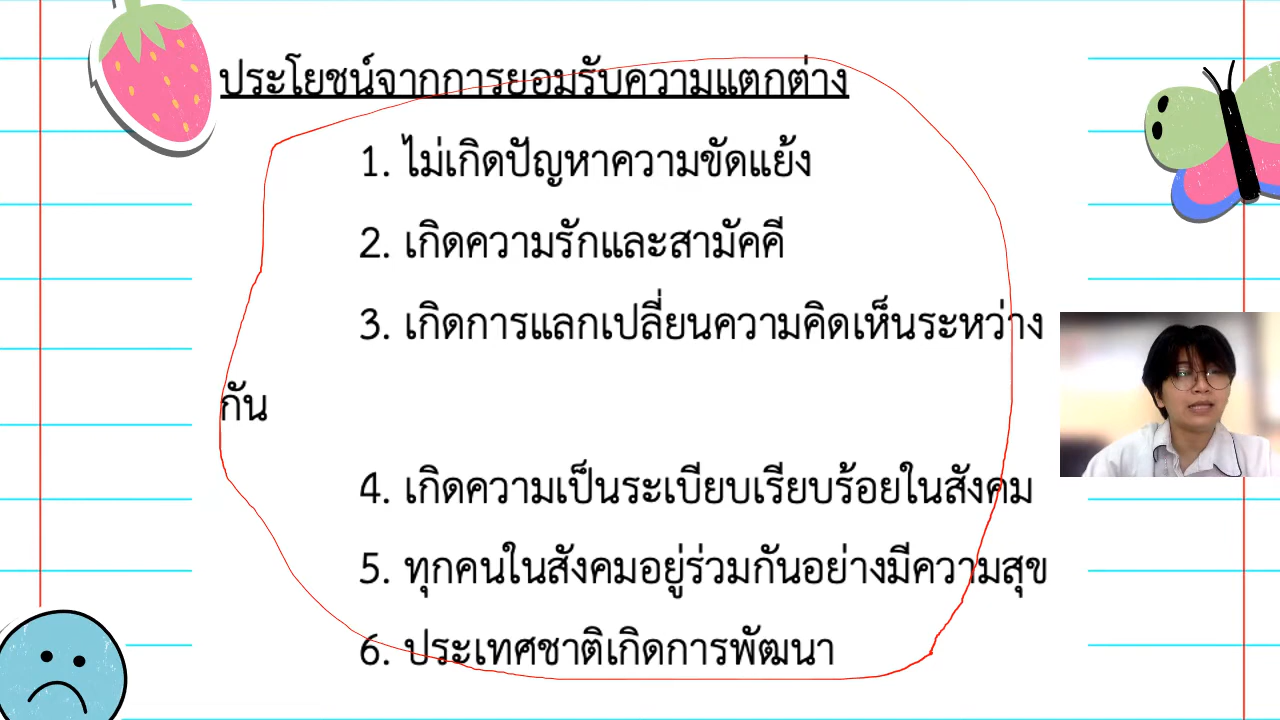 ประโยชน์จากการยอมรับความแตกต่าง
1. ไม่เกิดปัญหาความขัดแย้ง
2. เกิดความรักและสามัคคี
3. เกิดการแลกเปลี่ยนความคิดเห็นระหว่าง
กัน
4. เกิดความเป็นระเบียบเรียบร้อยในสังคม
5. ทุกคนในสังคมอยู่ร่วมกันอย่างมีความสุข
6. ประเทศชาติเกิดการพัฒนา